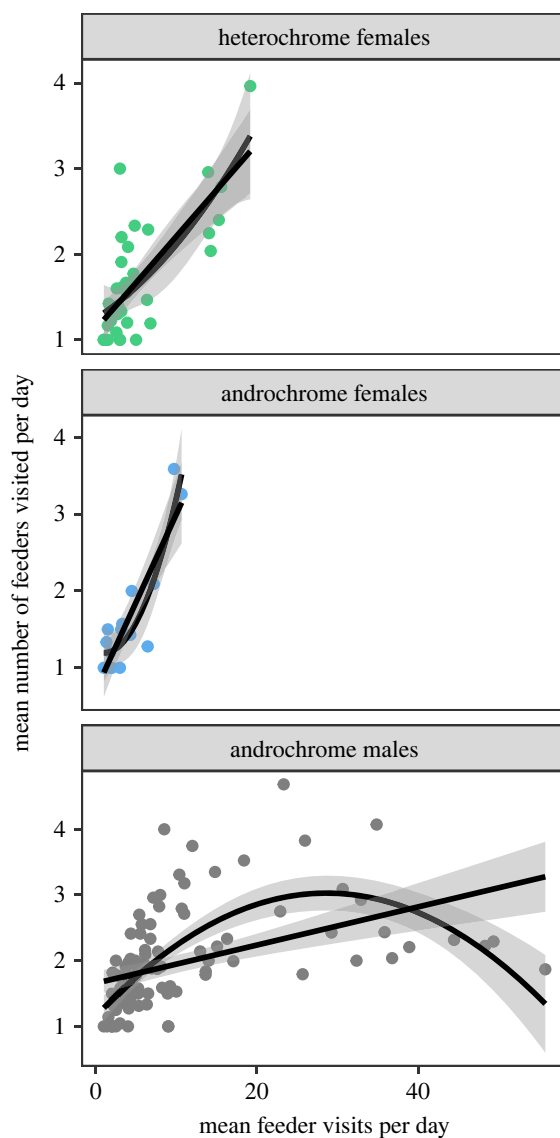 heterochrome females
4
3
2
1
androchrome females
4
3
2
1
mean number of feeders visited per day
androchrome males
4
3
2
1
0 20 40
mean feeder visits per day